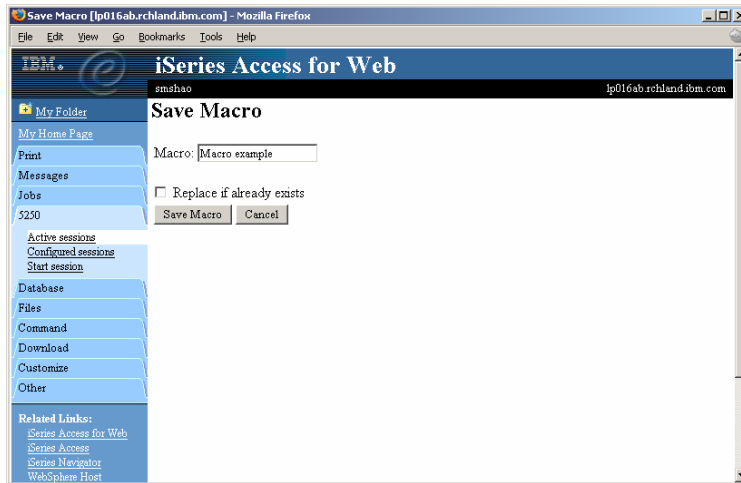 Save Macro [lp016ab.rchland.ibm.com] - Mozilla Firefox
File Edit View Go Bookmarks Tools Help
IBM. iSeries Access for Web
smshao lp016ab.rchland.ibm.com
My Folder
My Home Page
Print
Messages
Jobs
5250
Active sessions
Configured sessions
Start session
Database
Files
Command
Download
Customize
Other
Related Links:
iSeries Access for Web
iSeries Access
iSeries Navigator
WebSphere Host
Save Macro
Macro: Macro example
Replace if already exists
Save Macro Cancel